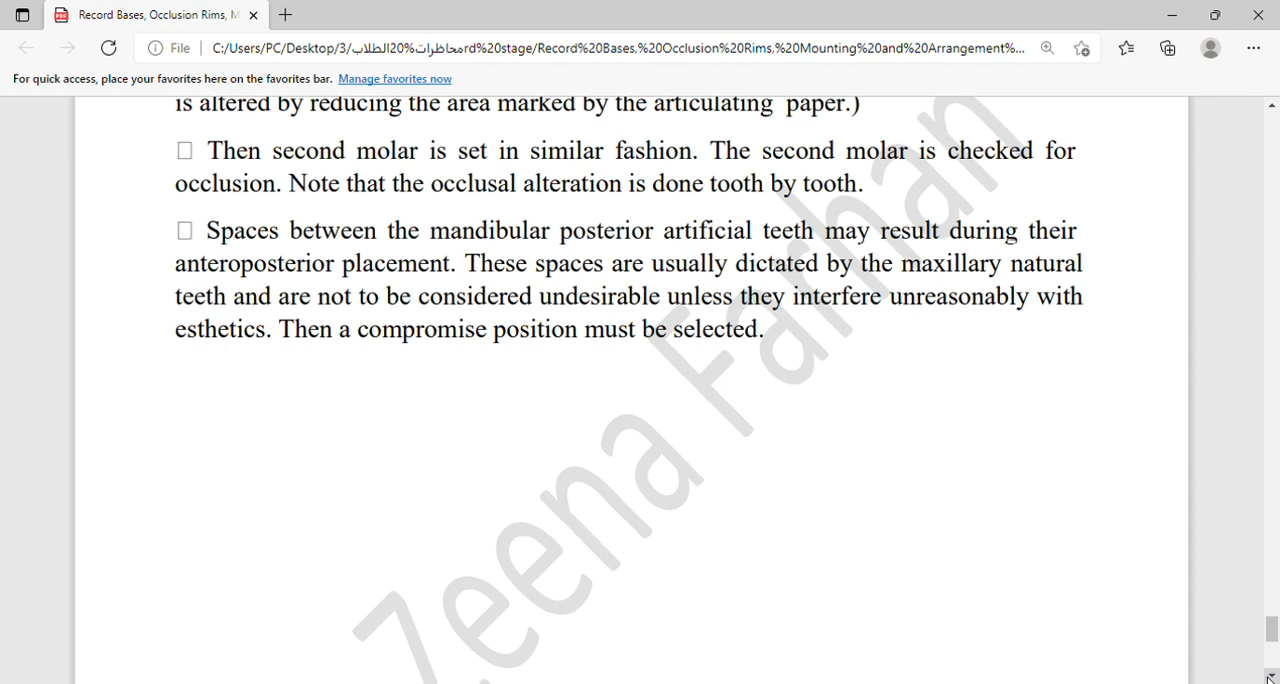 Record Bases, Occlusion Rims, M
File
C:/Users/PC/Desktop/3/محاظرات%20الطلاب/rd%20stage/Record%20Bases,%20Occlusion%20Rims,%20Mounting%20and%20Arrangement%...
For quick access, place your favorites here on the favorites bar. Manage favorites now
is altered by reducing the area marked by the articulating paper.)
□ Then second molar is set in similar fashion. The second molar is checked for
occlusion. Note that the occlusal alteration is done tooth by tooth.
□ Spaces between the mandibular posterior artificial teeth may result during their
anteroposterior placement. These spaces are usually dictated by the maxillary natural
teeth and are not to be considered undesirable unless they interfere unreasonably with
esthetics. Then a compromise position must be selected.
Zeena Farhan